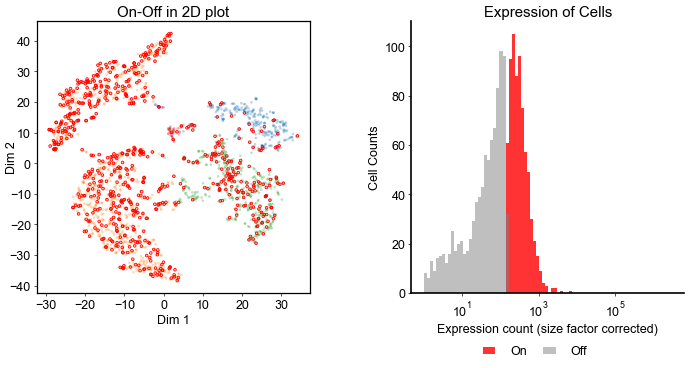 On-Off in 2D plot
Dim 2
40
30
20
10
0
−10
−20
−30
−40
−30 −20 −10 0 10 20 30
Dim 1
Expression of Cells
Cell Counts
100
80
60
40
20
0
10^1 10^3 10^5
Expression count (size factor corrected)
On Off